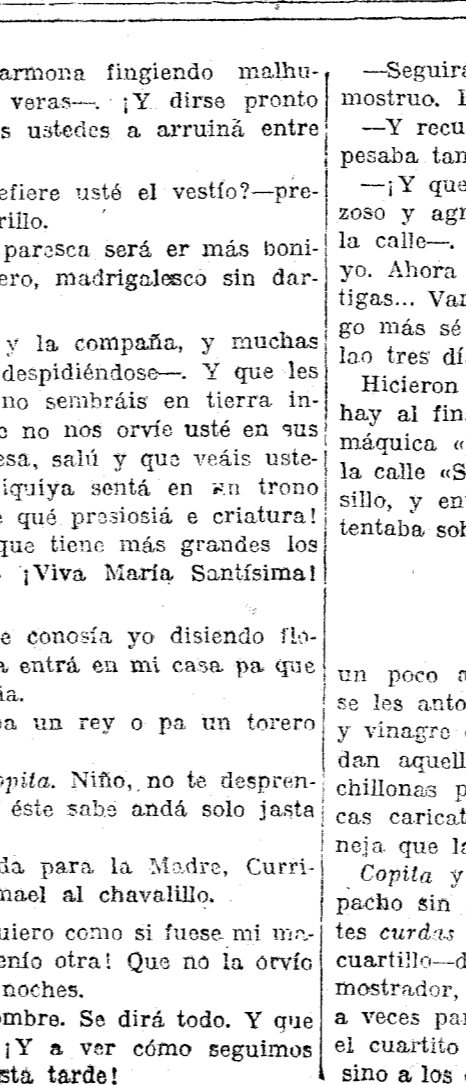 armona fingiendo malhu-
veras—. ¡Y dirse pronto
s ustedes a arruiná entre
efiere usté el vestío?—pre-
rillo.
paresca será er más boni-
ero, madrigalesco sin dar-
y la compaña, y muchas
despidiéndose—. Y que les
no sembráis en tierra in-
e no nos orvíe usté en sus
esa, salú y que veáis uste-
iquiya sentá en un trono
e qué presiosiá e criatura!
que tiene más grandes los
¡Viva María Santísima!
e conosía yo disiendo flo-
a entrá en mi casa pa que
ia.
pa un rey o pa un torero
opita. Niño, no te despren-
éste sabe andá solo jasta
da para la Madre, Curri-
mael al chavalillo.
uiero como si fuese mi ma-
enío otra! Que no la orvío
noches.
ombre. Se dirá todo. Y que
¡Y a ver cómo seguimos
sta tarde!
—Seguirá
mostruo. 
—Y recu
pesaba tan
—¡Y que
zoso y agr
la calle—.
yo. Ahora
tigas... Var
go más sé
lao tres dí
Hicieron
hay al fin
máquica «
la calle «S
sillo, y en
tentaba sob
un poco a
se les anto
y vinagre
dan aquell
chillonas p
cas caricat
neja que la
Copita y
pacho sin
tes curdas
cuartillo—d
mostrador,
a veces par
el cuartito
sino a los